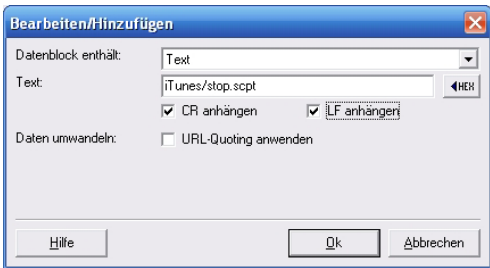 Bearbeiten/Hinzufügen
Datenblock enthält: Text
Text: iTunes/stop.scpt HEX
CR anhängen LF anhängen
Daten umwandeln: URL-Quoting anwenden
Hilfe Ok Abbrechen